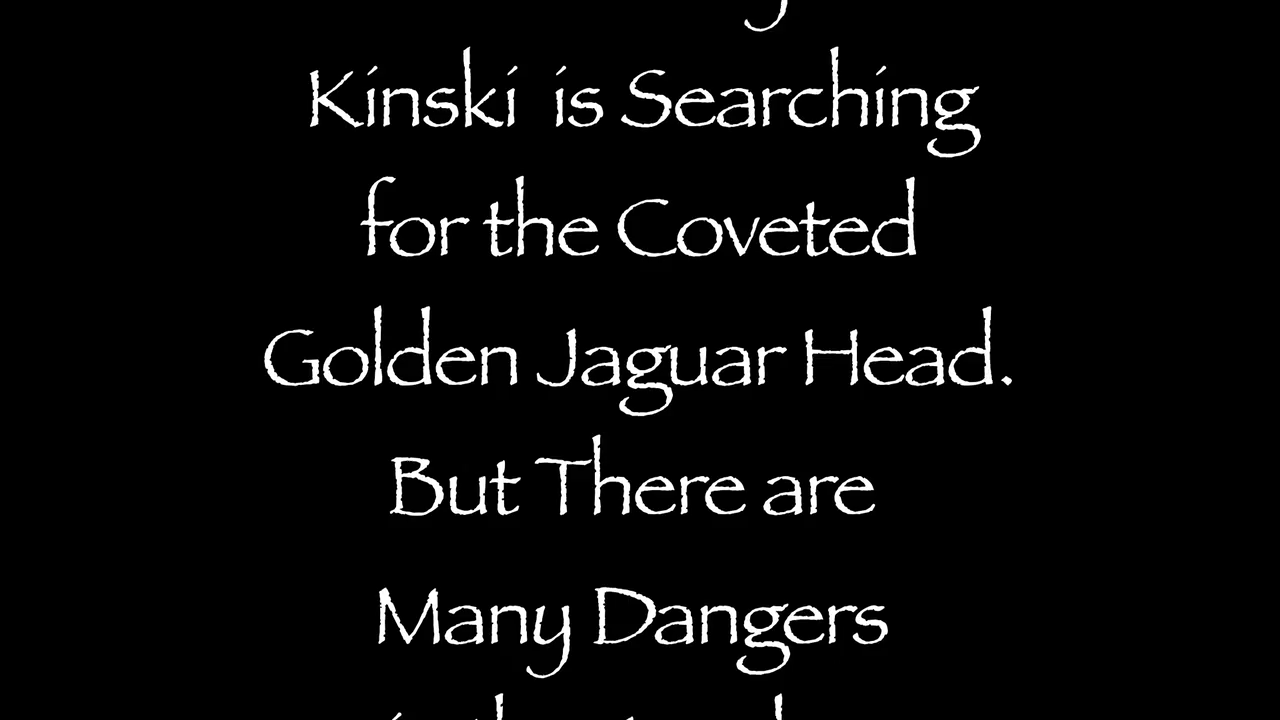 Kinski is Searching
for the Coveted
Golden Jaguar Head.
But There are
Many Dangers